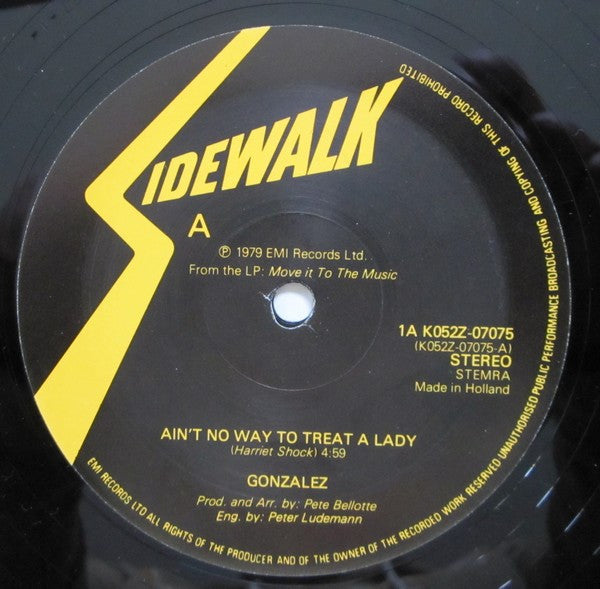 SIDEWALK
A
℗ 1979 EMI Records Ltd.
From the LP: Move it To The Music
1A K052Z-07075
(K052Z-07075-A)
STEREO
STEMRA
Made in Holland
AIN'T NO WAY TO TREAT A LADY
(Harriet Shock) 4:59
GONZALEZ
Prod. and Arr. by: Pete Bellotte
Eng. by: Peter Ludemann
EMI RECORDS LTD ALL RIGHTS OF THE PRODUCER AND OF THE OWNER OF THE RECORDED WORK RESERVED UNAUTHORISED PUBLIC PERFORMANCE BROADCASTING AND COPYING OF THIS RECORD PROHIBITED